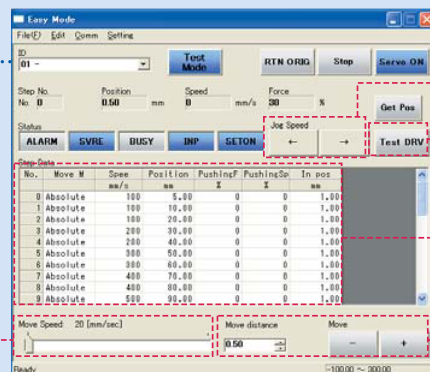 Easy Mode
File(F) Edit Comm Setting
ID
01 -
Test Mode
RTN ORIG
Stop
Servo ON
Step No. Position Speed Force
No. 0 0.50 mm 0 mm/s 30 %
Get Pos
Status
Jog Speed
ALARM SVRE BUSY INP SETON ← → Test DRV
Step Data
No. Move M Spee Position PushingF PushingSp In pos
mm/s mm % % mm
0 Absolute 100 5.00 0 0 1.00
1 Absolute 100 10.00 0 0 1.00
2 Absolute 100 20.00 0 0 1.00
3 Absolute 200 30.00 0 0 1.00
4 Absolute 200 40.00 0 0 1.00
5 Absolute 300 50.00 0 0 1.00
6 Absolute 300 60.00 0 0 1.00
7 Absolute 400 70.00 0 0 1.00
8 Absolute 400 80.00 0 0 1.00
9 Absolute 500 90.00 0 0 1.00
Move Speed: 20 [mm/sec] Move distance Move
0.50 - +
Ready -100.00 ~ 300.00